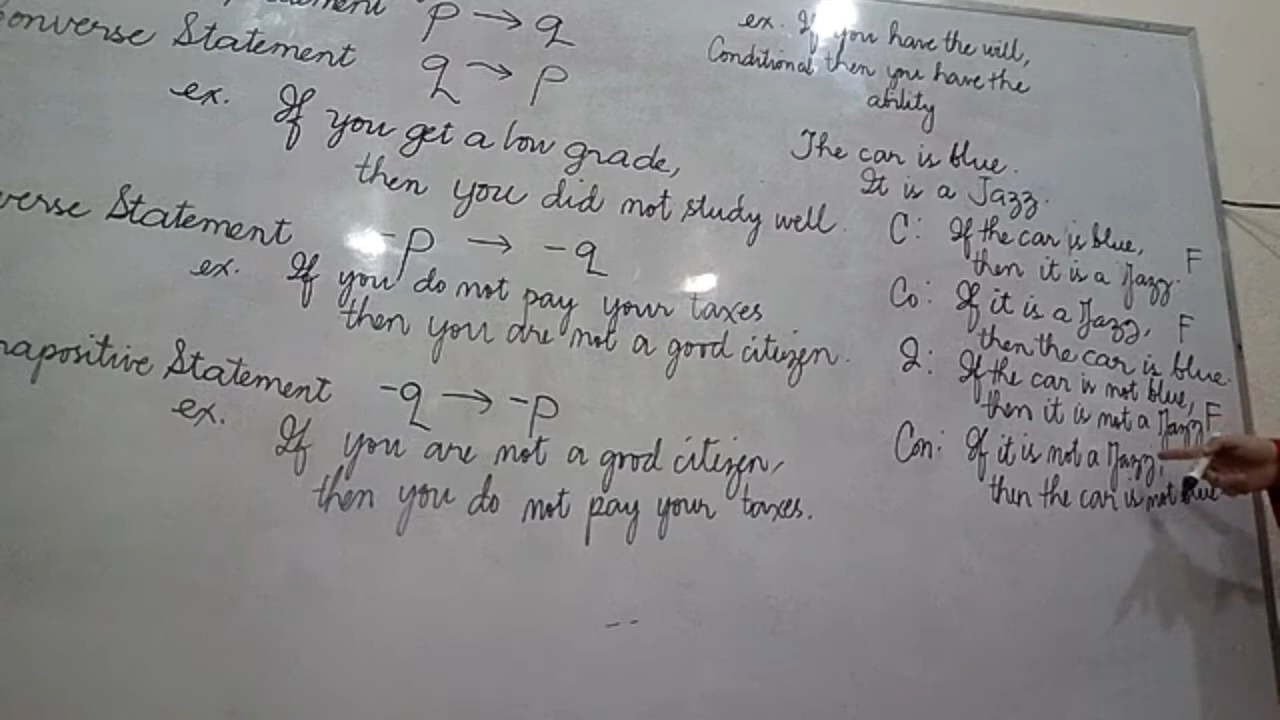 p → q
onverse Statement q → p
ex. If you get a low grade,
then you did not study well.
verse Statement -p → -q
ex. If you do not pay your taxes
then you are not a good citizen.
rapositive Statement -q → -p
ex. If you are not a good citizen,
then you do not pay your taxes.
ex. If you have the will,
Conditional then you have the
ability
The car is blue.
It is a Jazz.
C: If the car is blue,
then it is a Jazz. F
Co: If it is a Jazz, F
then the car is blue.
I: If the car is not blue,
then it is not a Jazz F
Con: If it is not a Jazz,
then the car is not blue